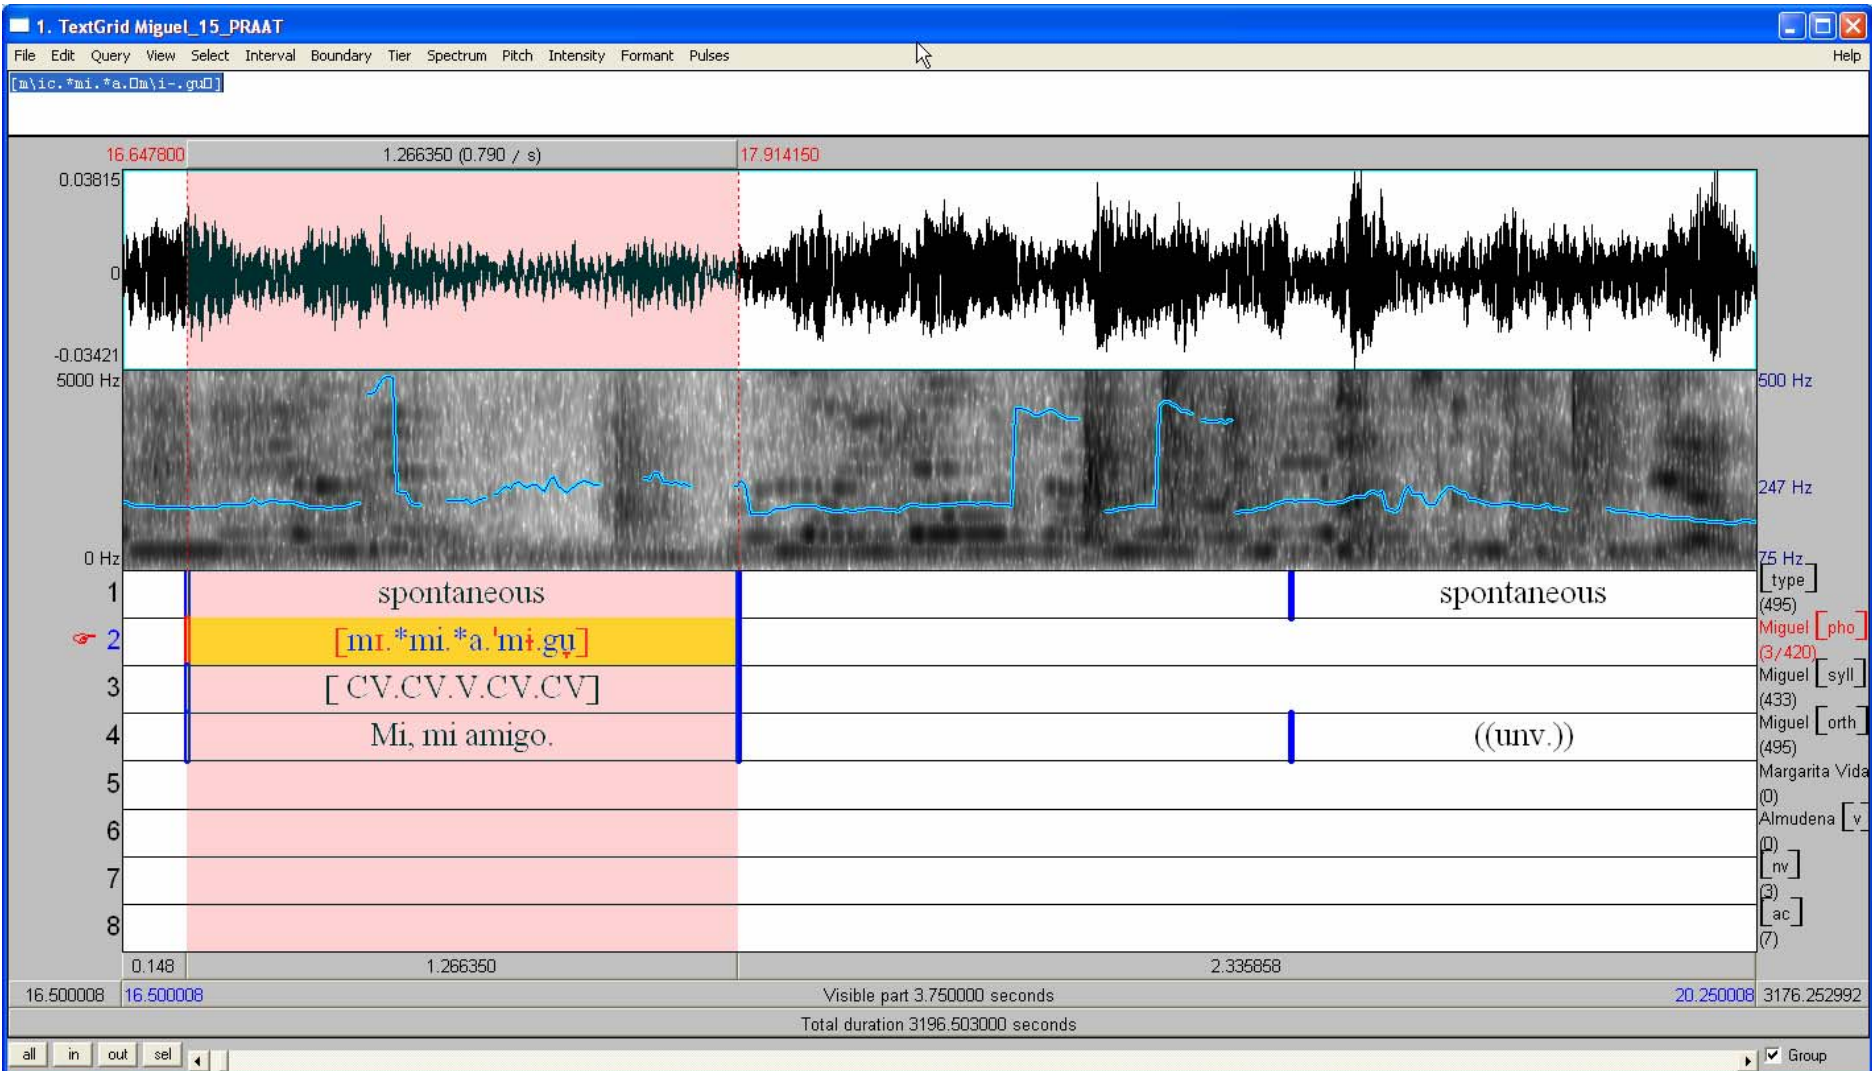 1. TextGrid Miguel_15_PRAAT
File Edit Query View Select Interval Boundary Tier Spectrum Pitch Intensity Formant Pulses Help
[m\ic.*mi.*a.▯m\i-.gu▯]
16.647800 1.266350 (0.790 / s) 17.914150
0.03815
0
-0.03421
5000 Hz 500 Hz
247 Hz
0 Hz 75 Hz
1 spontaneous spontaneous [type]
(495)
2 [mɪ.*mi.*a.ˈmɨ.gu̞] Miguel [pho]
(3/420)
3 [ CV.CV.V.CV.CV] Miguel [syll]
(433)
4 Mi, mi amigo. ((unv.)) Miguel [orth]
(495)
5 Margarita Vida
(0)
6 Almudena [v
(0)
7 [nv]
(3)
8 [ac]
(7)
0.148 1.266350 2.335858
16.500008 16.500008 Visible part 3.750000 seconds 20.250008 3176.252992
Total duration 3196.503000 seconds
all in out sel Group